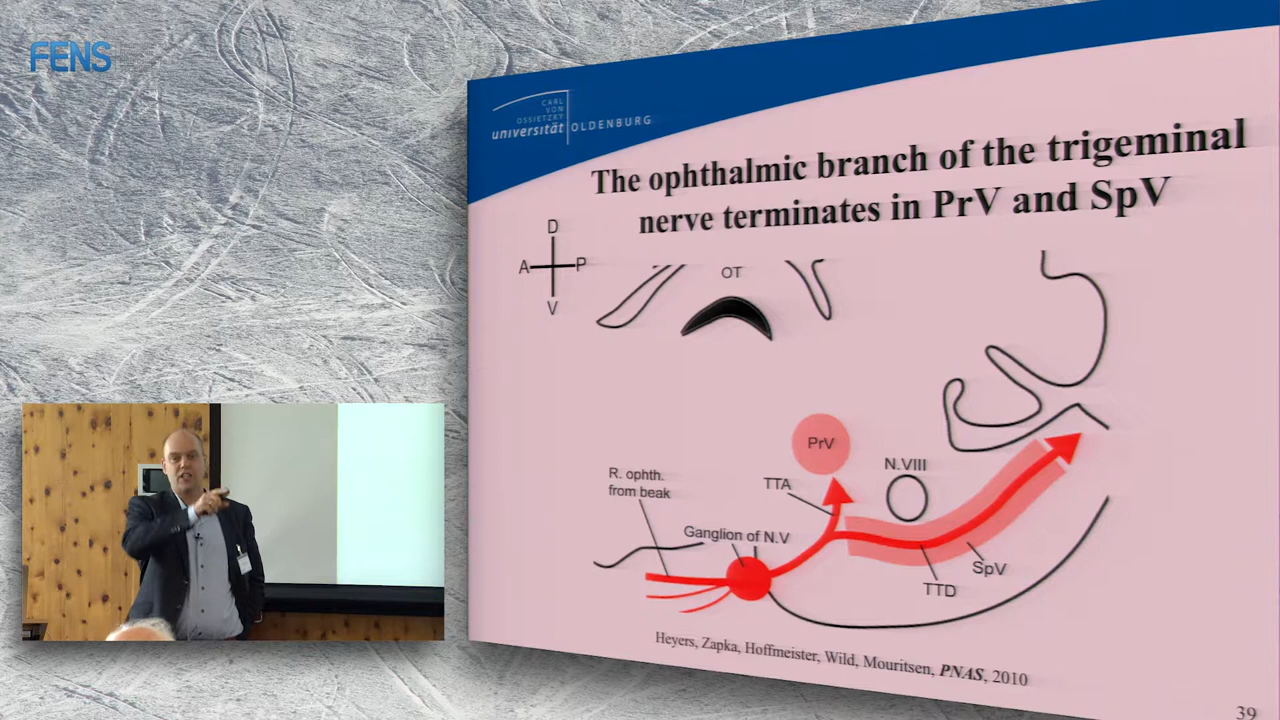 FENS
CARL
VON
OSSIETZKY
universität OLDENBURG
The ophthalmic branch of the trigeminal
nerve terminates in PrV and SpV
D
A P
V
OT
PrV
N.VIII
R. ophth.
from beak
TTA
Ganglion of N.V
SpV
TTD
Heyers, Zapka, Hoffmeister, Wild, Mouritsen, PNAS, 2010
39